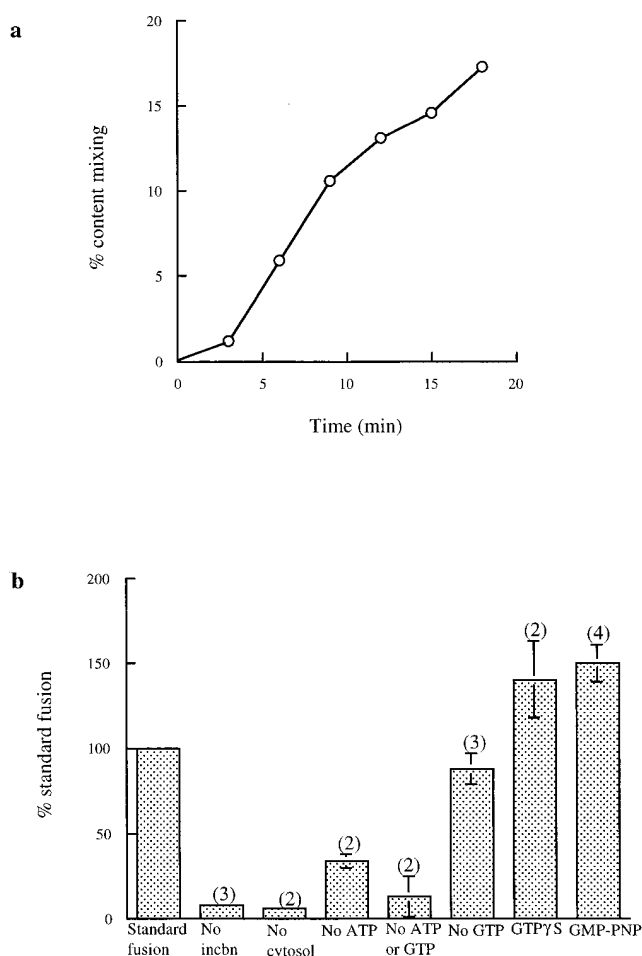 a
20
15
10
5
0
% content mixing
0 5 10 15 20
Time (min)
b
200
150
100
50
0
% standard fusion
(3)
(2)
(2)
(2)
(3)
(2)
(4)
Standard fusion
No incbn
No cytosol
No ATP
No ATP or GTP
No GTP
GTPγS
GMP-PNP